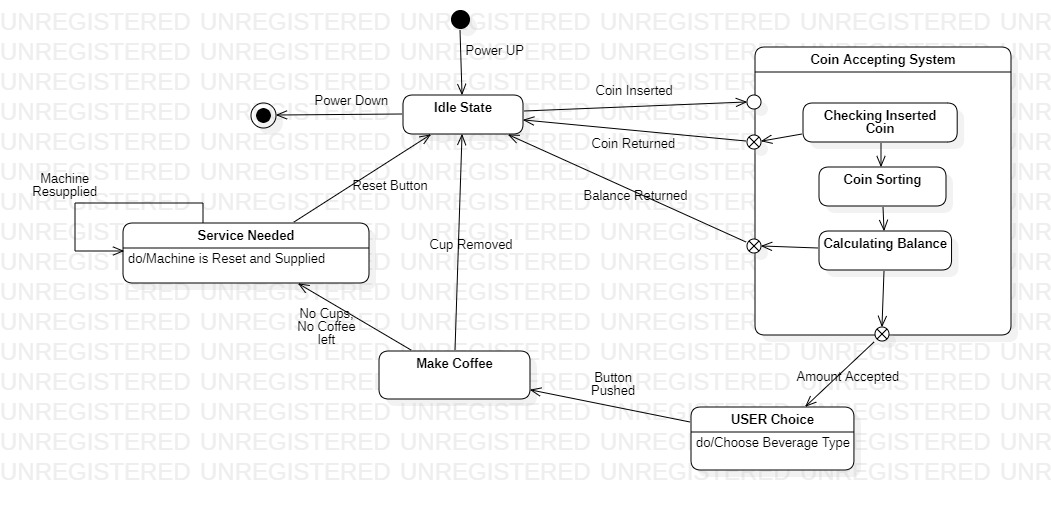 Power UP
Coin Accepting System
Coin Inserted
Power Down
Idle State
Checking Inserted
Coin
Coin Returned
Machine
Resupplied
Reset Button
Coin Sorting
Balance Returned
Service Needed
do/Machine is Reset and Supplied
Cup Removed
Calculating Balance
No Cups,
No Coffee
left
Make Coffee
Button
Pushed
Amount Accepted
USER Choice
do/Choose Beverage Type
UNREGISTERED UNREGISTERED UNREGISTERED UNREGISTERED UNREGISTERED UNR